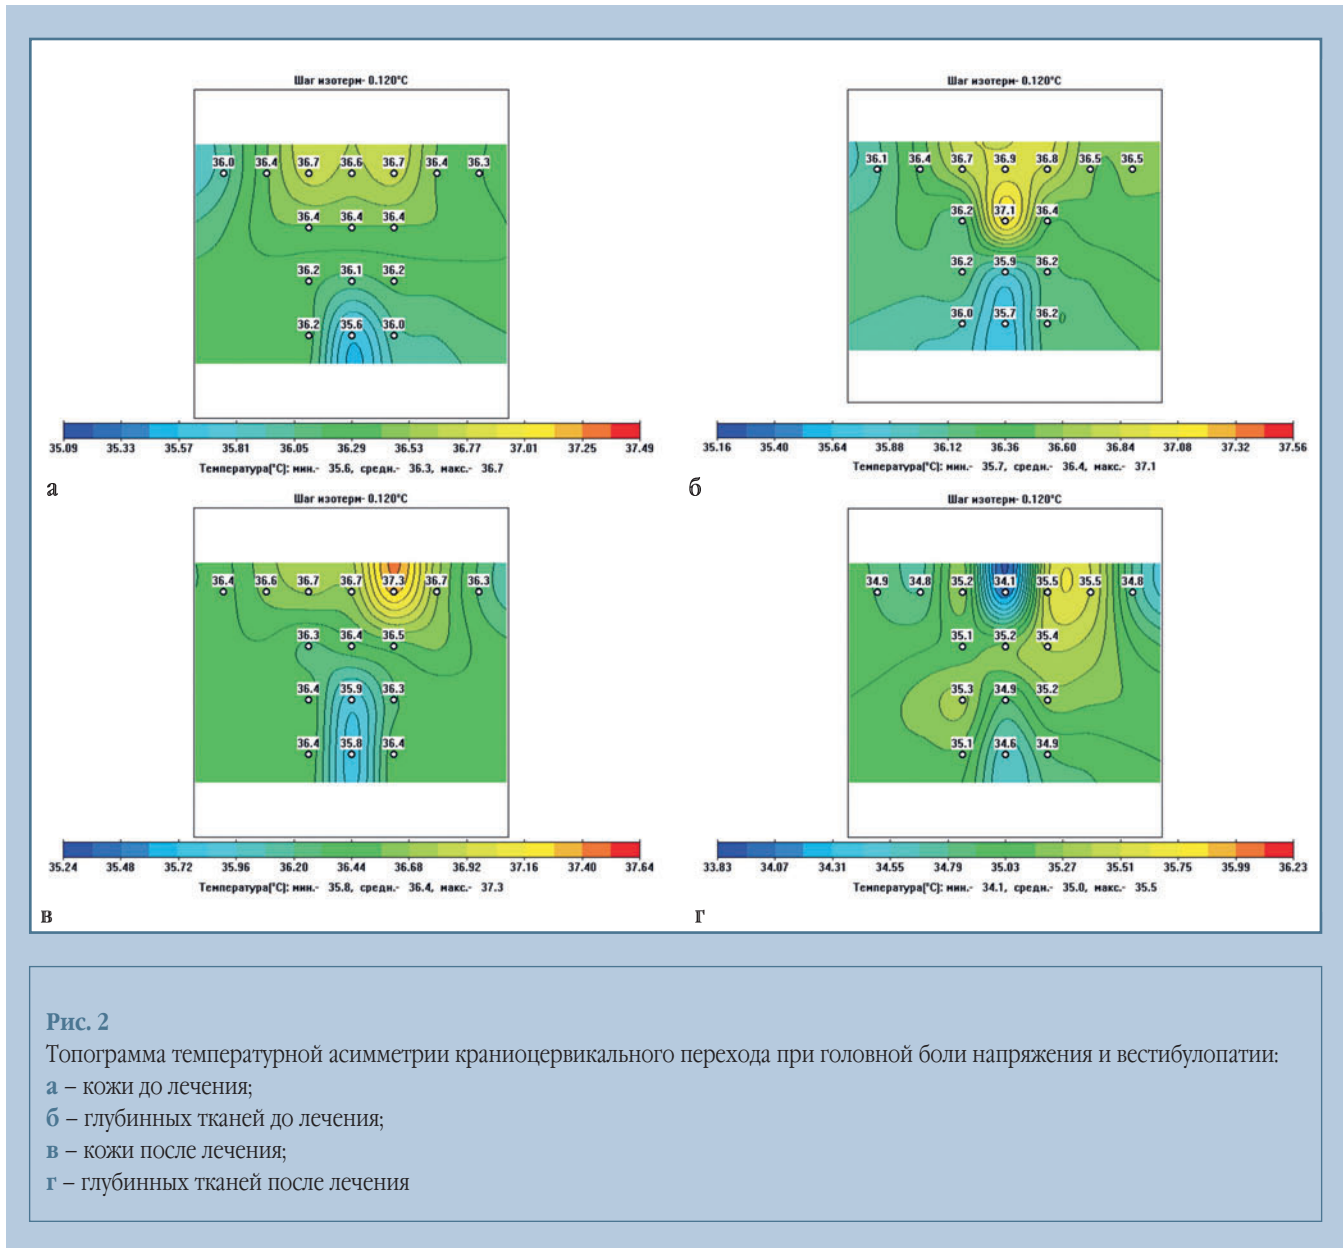 Шаг изотерм- 0.120°C
36.0 36.4 36.7 36.6 36.7 36.4 36.3
36.4 36.4 36.4
36.2 36.1 36.2
36.2 35.6 36.0
35.09 35.33 35.57 35.81 36.05 36.29 36.53 36.77 37.01 37.25 37.49
Температура(°C): мин.- 35.6, средн.- 36.3, макс.- 36.7
а
Шаг изотерм- 0.120°C
36.1 36.4 36.7 36.9 36.8 36.5 36.5
36.2 37.1 36.4
36.2 35.9 36.2
36.0 35.7 36.2
35.16 35.40 35.64 35.88 36.12 36.36 36.60 36.84 37.08 37.32 37.56
Температура(°C): мин.- 35.7, средн.- 36.4, макс.- 37.1
б
Шаг изотерм- 0.120°C
36.4 36.6 36.7 36.7 37.3 36.7 36.3
36.3 36.4 36.5
36.4 35.9 36.3
36.4 35.8 36.4
35.24 35.48 35.72 35.96 36.20 36.44 36.68 36.92 37.16 37.40 37.64
Температура(°C): мин.- 35.8, средн.- 36.4, макс.- 37.3
в
Шаг изотерм- 0.120°C
34.9 34.8 35.2 34.1 35.5 35.5 34.8
35.1 35.2 35.4
35.3 34.9 35.2
35.1 34.6 34.9
33.83 34.07 34.31 34.55 34.79 35.03 35.27 35.51 35.75 35.99 36.23
Температура(°C): мин.- 34.1, средн.- 35.0, макс.- 35.5
г
Рис. 2
Топограмма температурной асимметрии краниоцервикального перехода при головной боли напряжения и вестибулопатии:
а – кожи до лечения;
б – глубинных тканей до лечения;
в – кожи после лечения;
г – глубинных тканей после лечения